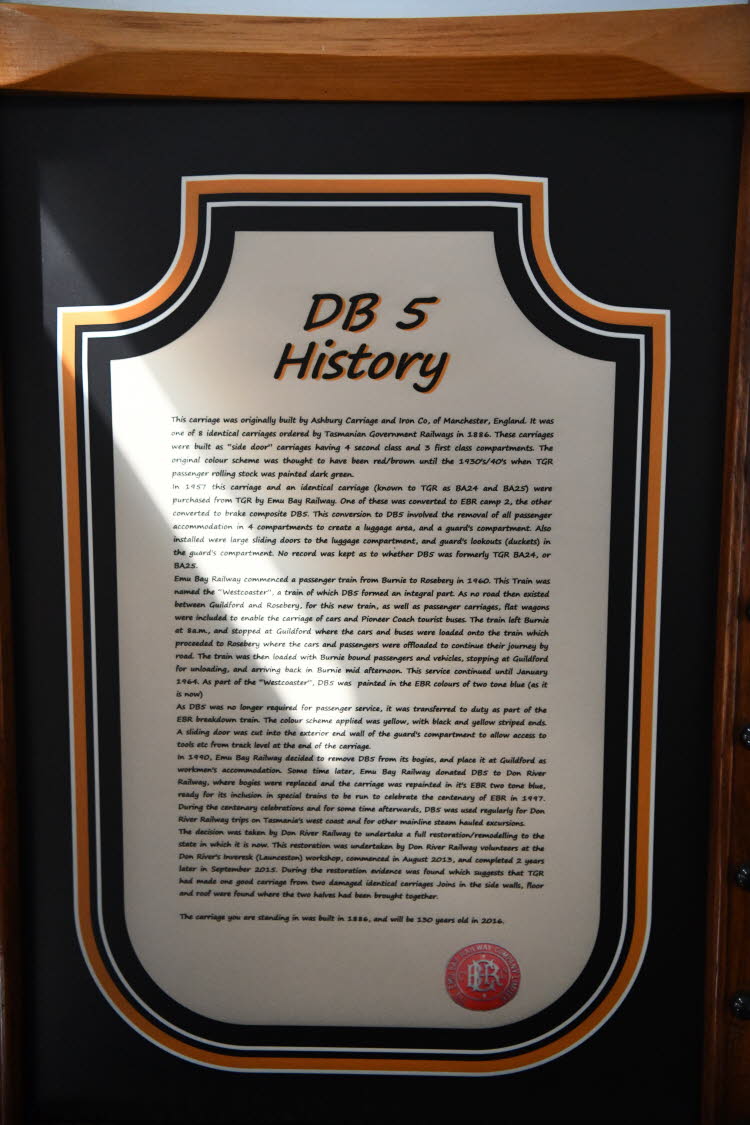 DB 5
History
This carriage was originally built by Ashbury Carriage and Iron Co, of Manchester, England. It was
one of 8 identical carriages ordered by Tasmanian Government Railways in 1886. These carriages
were built as "side door" carriages having 4 second class and 3 first class compartments. The
original colour scheme was thought to have been red/brown until the 1930's/40's when TGR
passenger rolling stock was painted dark green.
In 1957 this carriage and an identical carriage (known to TGR as BA24 and BA25) were
purchased from TGR by Emu Bay Railway. One of these was converted to EBR camp 2, the other
converted to brake composite DB5. This conversion to DB5 involved the removal of all passenger
accommodation in 4 compartments to create a luggage area, and a guard's compartment. Also
installed were large sliding doors to the luggage compartment, and guard's lookouts (duckets) in
the guard's compartment. No record was kept as to whether DB5 was formerly TGR BA24, or
BA25.
Emu Bay Railway commenced a passenger train from Burnie to Rosebery in 1960. This Train was
named the "Westcoaster", a train of which DB5 formed an integral part. As no road then existed
between Guildford and Rosebery, for this new train, as well as passenger carriages, flat wagons
were included to enable the carriage of cars and Pioneer Coach tourist buses. The train left Burnie
at 8a.m., and stopped at Guildford where the cars and buses were loaded onto the train which
proceeded to Rosebery where the cars and passengers were offloaded to continue their journey by
road. The train was then loaded with Burnie bound passengers and vehicles, stopping at Guildford
for unloading, and arriving back in Burnie mid afternoon. This service continued until January
1964. As part of the "Westcoaster", DB5 was painted in the EBR colours of two tone blue (as it
is now)
As DB5 was no longer required for passenger service, it was transferred to duty as part of the
EBR breakdown train. The colour scheme applied was yellow, with black and yellow striped ends.
A sliding door was cut into the exterior end wall of the guard's compartment to allow access to
tools etc from track level at the end of the carriage.
In 1990, Emu Bay Railway decided to remove DB5 from its bogies, and place it at Guildford as
workmen's accommodation. Some time later, Emu Bay Railway donated DB5 to Don River
Railway, where bogies were replaced and the carriage was repainted in it's EBR two tone blue,
ready for its inclusion in special trains to be run to celebrate the centenary of EBR in 1997.
During the centenary celebrations and for some time afterwards, DB5 was used regularly for Don
River Railway trips on Tasmania's west coast and for other mainline steam hauled excursions.
The decision was taken by Don River Railway to undertake a full restoration/remodelling to the
state in which it is now. This restoration was undertaken by Don River Railway volunteers at the
Don River's Inveresk (Launceston) workshop, commenced in August 2013, and completed 2 years
later in September 2015. During the restoration evidence was found which suggests that TGR
had made one good carriage from two damaged identical carriages Joins in the side walls, floor
and roof were found where the two halves had been brought together.
The carriage you are standing in was built in 1886, and will be 130 years old in 2016.